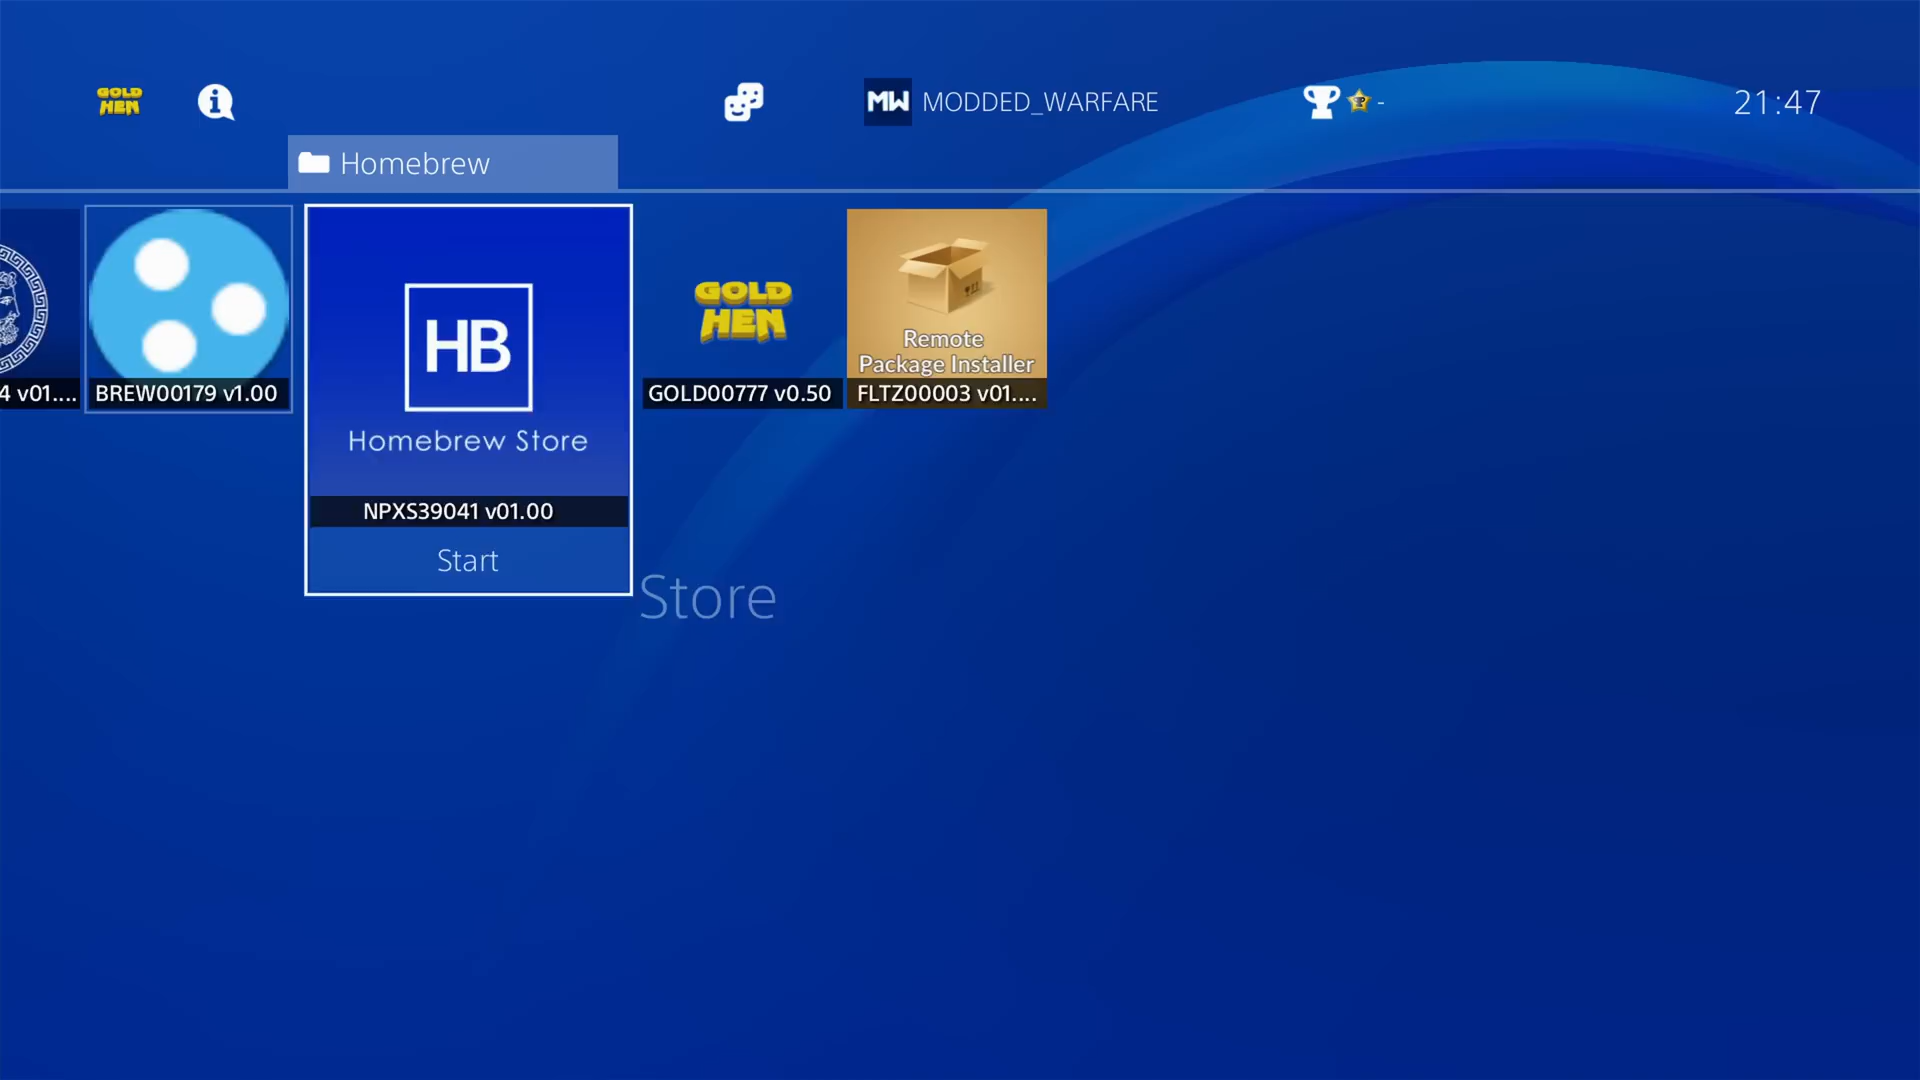 GOLD
HEN
MW MODDED_WARFARE
P -
21:47
Homebrew
4 v01....
BREW00179 v1.00
HB
Homebrew Store
NPXS39041 v01.00
Start
GOLD
HEN
GOLD00777 v0.50
Remote
Package Installer
FLTZ00003 v01....
Store